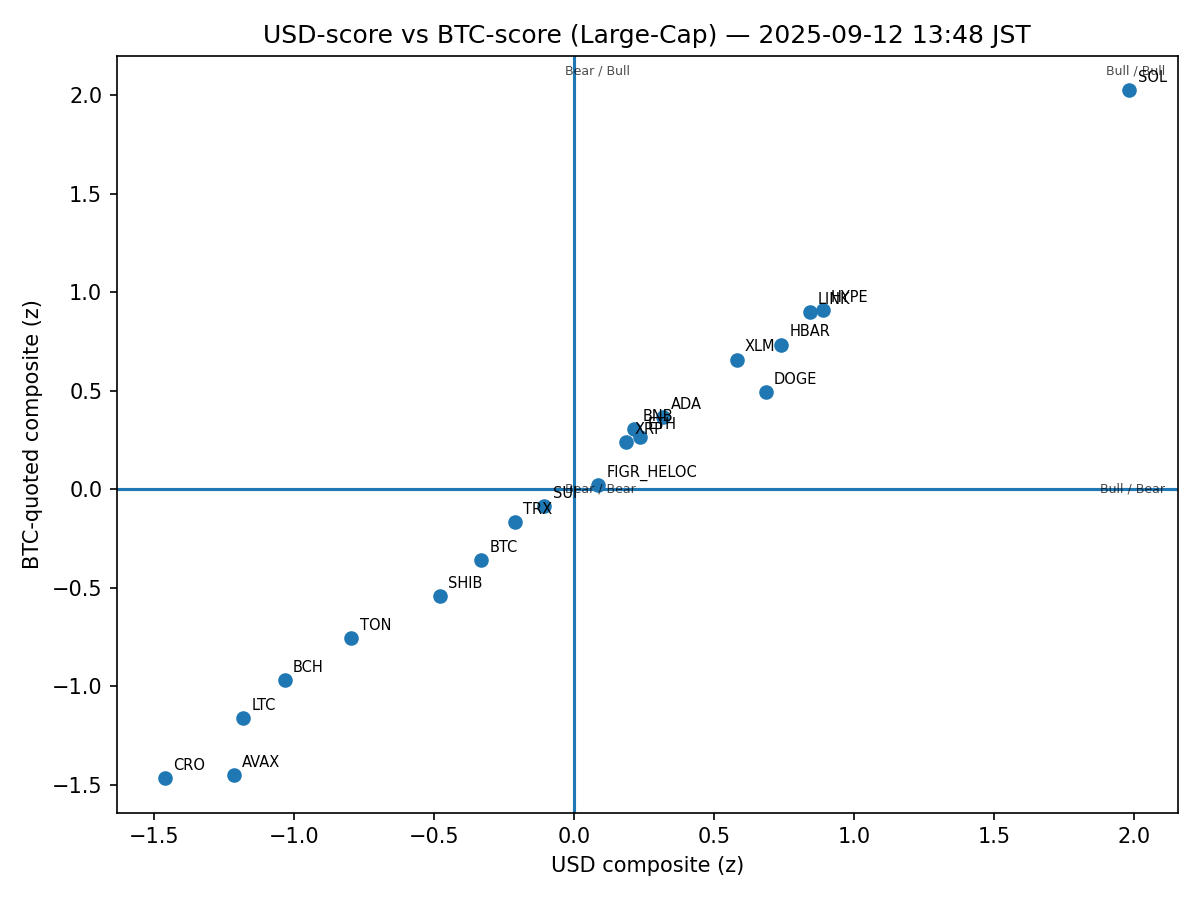 USD-score vs BTC-score (Large-Cap) — 2025-09-12 13:48 JST
Bear / Bull
Bull / Bull
SOL
2.0
1.5
1.0
0.5
0.0
−0.5
−1.0
−1.5
BTC-quoted composite (z)
LINK
HYPE
HBAR
XLM
DOGE
ADA
BNB
ETH
XRP
FIGR_HELOC
SUI
Bear / Bear
Bull / Bear
TRX
BTC
SHIB
TON
BCH
LTC
AVAX
CRO
−1.5
−1.0
−0.5
0.0
0.5
1.0
1.5
2.0
USD composite (z)